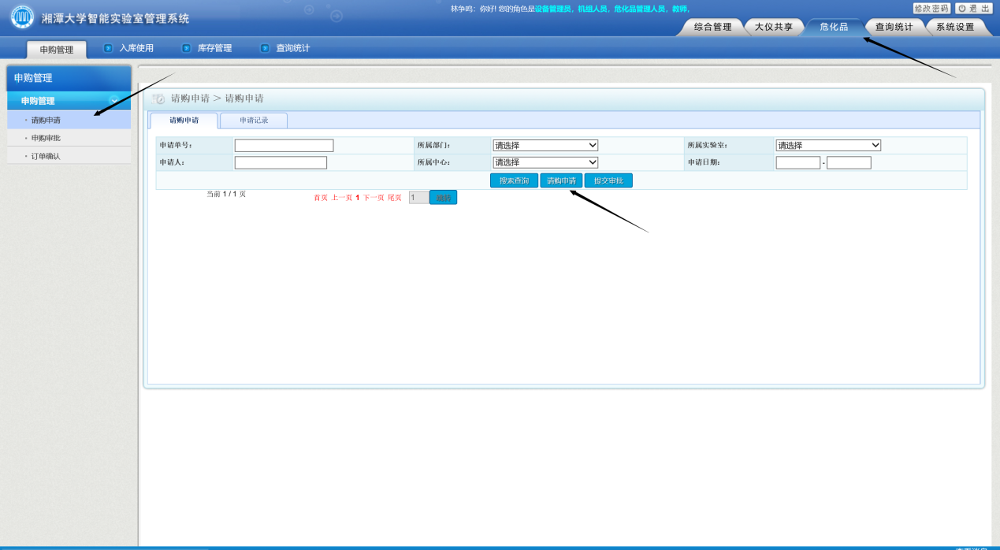 湘潭大学智能实验室管理系统
林争鸣：你好! 您的角色是设备管理员，机组人员，危化品管理人员，教师，
修改密码 退 出
综合管理 大仪共享 危化品 查询统计 系统设置
申购管理 入库使用 库存管理 查询统计
申购管理
申购管理
· 请购申请
· 申购审批
· 订单确认
请购申请 > 请购申请
请购申请 申请记录
申请单号： 所属部门： 请选择 所属实验室： 请选择
申请人： 所属中心： 请选择 申请日期： -
搜索查询 请购申请 提交审批
当前 1 / 1 页 首页 上一页 1 下一页 尾页 1 跳转